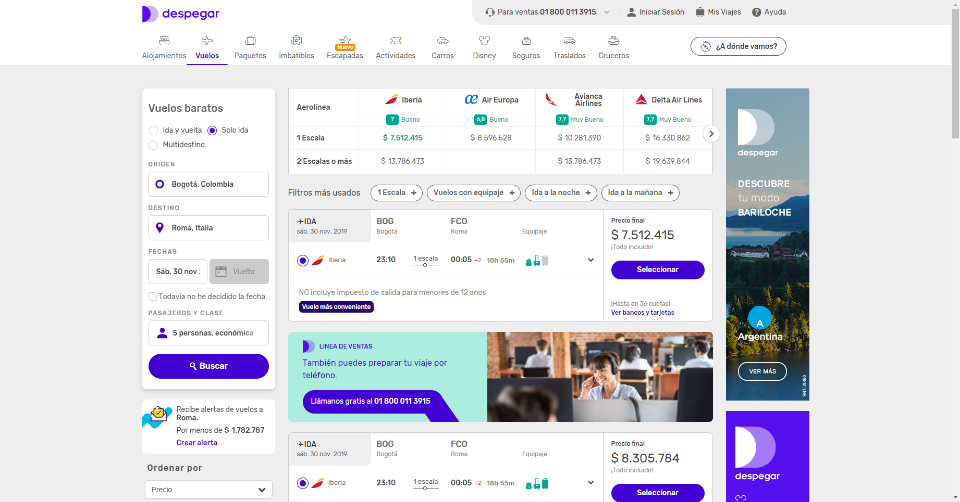 despegar
Para ventas 01 800 011 3915
Iniciar Sesión
Mis Viajes
Ayuda
Alojamientos
Vuelos
Paquetes
Imbatibles
Nuevo
Escapadas
Actividades
Carros
Disney
Seguros
Traslados
Cruceros
¿A dónde vamos?
Vuelos baratos
Ida y vuelta
Solo ida
Multidestino
ORIGEN
Bogotá, Colombia
DESTINO
Roma, Italia
FECHAS
Sáb, 30 nov
Vuelta
Todavía no he decidido la fecha
PASAJEROS Y CLASE
5 personas, económica
Buscar
Recibe alertas de vuelos a
Roma.
Por menos de $ 1.782.787
Crear alerta
Ordenar por
Precio
Aerolínea
Iberia
Air Europa
Avianca
Airlines
Delta Air Lines
7 Bueno
6,8 Bueno
7,7 Muy Bueno
7,7 Muy Bueno
1 Escala
$ 7.512.415
$ 8.596.528
$ 10.281.390
$ 16.330.862
2 Escalas o más
$ 13.786.473
$ 13.786.473
$ 19.639.844
Filtros más usados
1 Escala +
Vuelos con equipaje +
Ida a la noche +
Ida a la mañana +
IDA
sáb. 30 nov. 2019
BOG
Bogotá
FCO
Roma
Equipaje
Iberia
23:10
1 escala
00:05 +2
18h 55m
NO incluye impuesto de salida para menores de 12 anos
Vuelo más conveniente
Precio final
$ 7.512.415
¡Todo incluido!
Seleccionar
¡Hasta en 36 cuotas!
Ver bancos y tarjetas
LINEA DE VENTAS
También puedes preparar tu viaje por
teléfono.
Llámanos gratis al 01 800 011 3915
IDA
sáb. 30 nov. 2019
BOG
Bogotá
FCO
Roma
Equipaje
Iberia
23:10
1 escala
00:05 +2
18h 55m
Precio final
$ 8.305.784
¡Todo incluido!
Seleccionar
despegar
DESCUBRE
tu modo
BARILOCHE
A
Argentina
VER MÁS
despegar